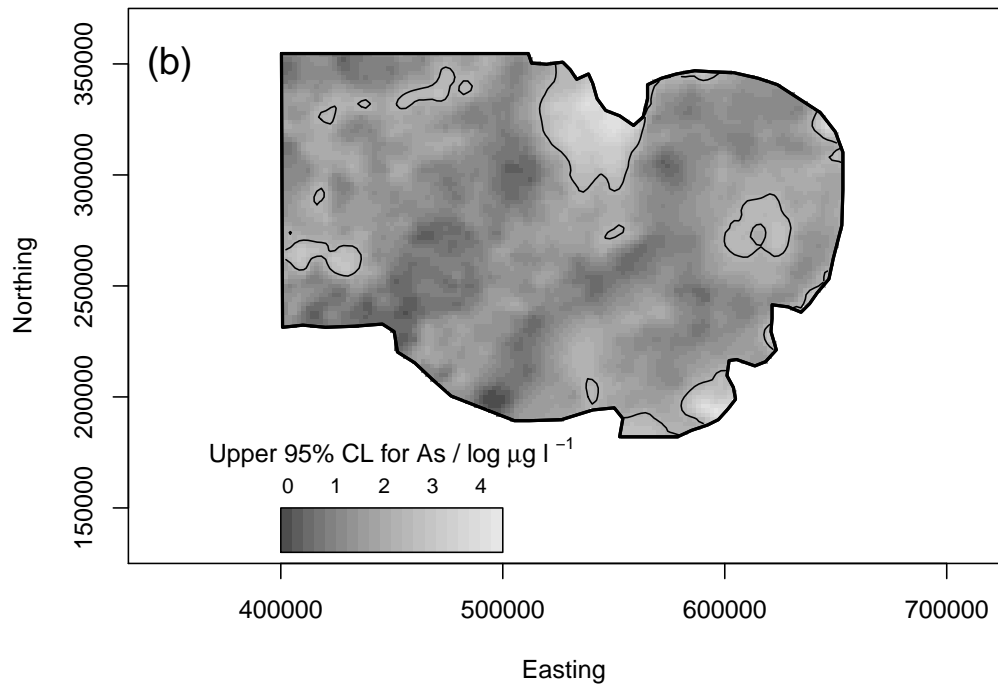 (b)
350000
300000
250000
200000
150000
Northing
Upper 95% CL for As / log μg l⁻¹
0 1 2 3 4
400000 500000 600000 700000
Easting